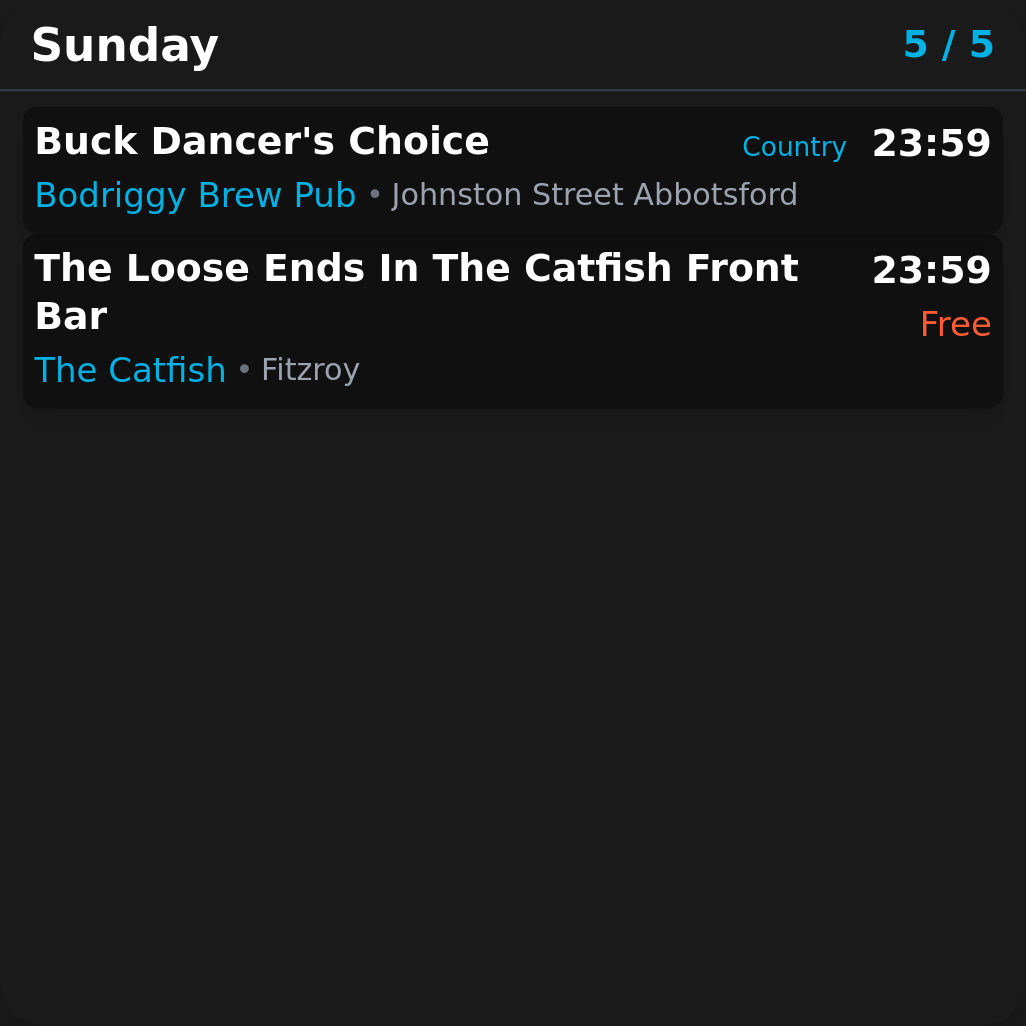 Sunday 5 / 5
Buck Dancer's Choice Country 23:59
Bodriggy Brew Pub • Johnston Street Abbotsford
The Loose Ends In The Catfish Front 23:59
Bar Free
The Catfish • Fitzroy